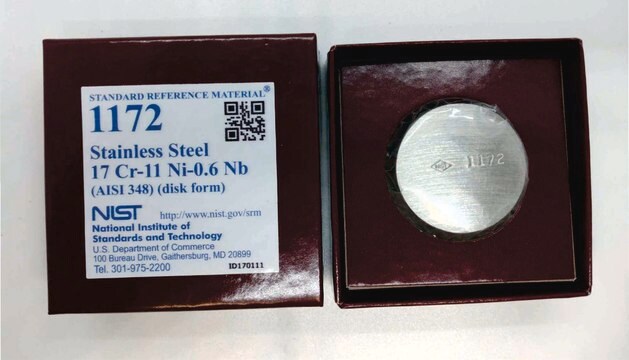 STANDARD REFERENCE MATERIAL®
1172
Stainless Steel
17 Cr-11 Ni-0.6 Nb
(AISI 348) (disk form)
NIST http://www.nist.gov/srm
National Institute of
Standards and Technology
U.S. Department of Commerce
100 Bureau Drive, Gaithersburg, MD 20899
Tel. 301-975-2200 ID170111
1172